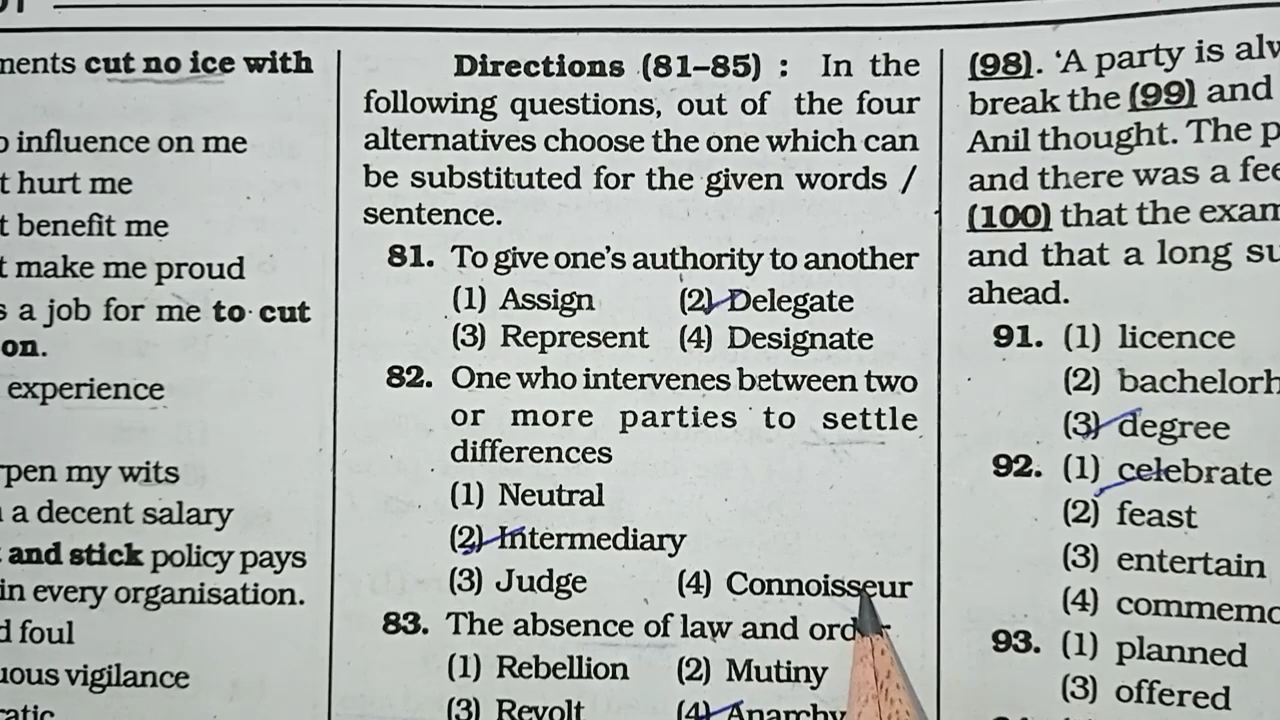 ments cut no ice with
influence on me
t hurt me
t benefit me
t make me proud
s a job for me to cut
on.
experience
rpen my wits
a decent salary
and stick policy pays
in every organisation.
d foul
uous vigilance
ratic
Directions (81–85) : In the
following questions, out of the four
alternatives choose the one which can
be substituted for the given words /
sentence.
81. To give one's authority to another
(1) Assign (2) Delegate
(3) Represent (4) Designate
82. One who intervenes between two
or more parties to settle
differences
(1) Neutral
(2) Intermediary
(3) Judge (4) Connoisseur
83. The absence of law and order
(1) Rebellion (2) Mutiny
(3) Revolt (4) Anarchy
(98). 'A party is alw
break the (99) and
Anil thought. The p
and there was a fee
(100) that the exam
and that a long su
ahead.
91. (1) licence
(2) bachelorh
(3) degree
92. (1) celebrate
(2) feast
(3) entertain
(4) commemo
93. (1) planned
(3) offered